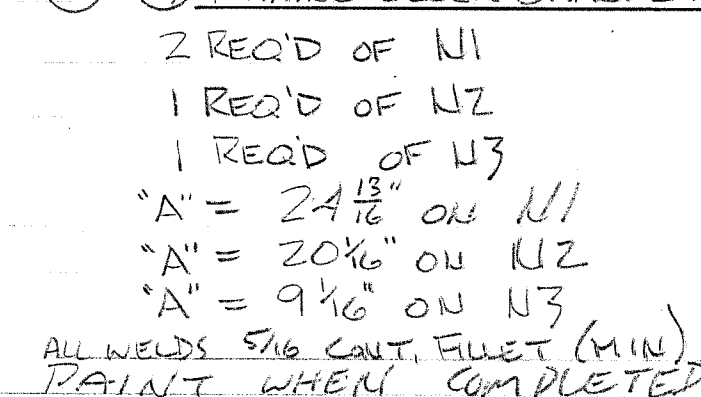 2 REQ'D OF N1
1 REQ'D OF N2
1 REQ'D OF N3
"A" = 24 13/16" ON N1
"A" = 20 1/16" ON N2
"A" = 9 1/16" ON N3
ALL WELDS 5/16 CONT. FILLET (MIN)
PAINT WHEN COMPLETED